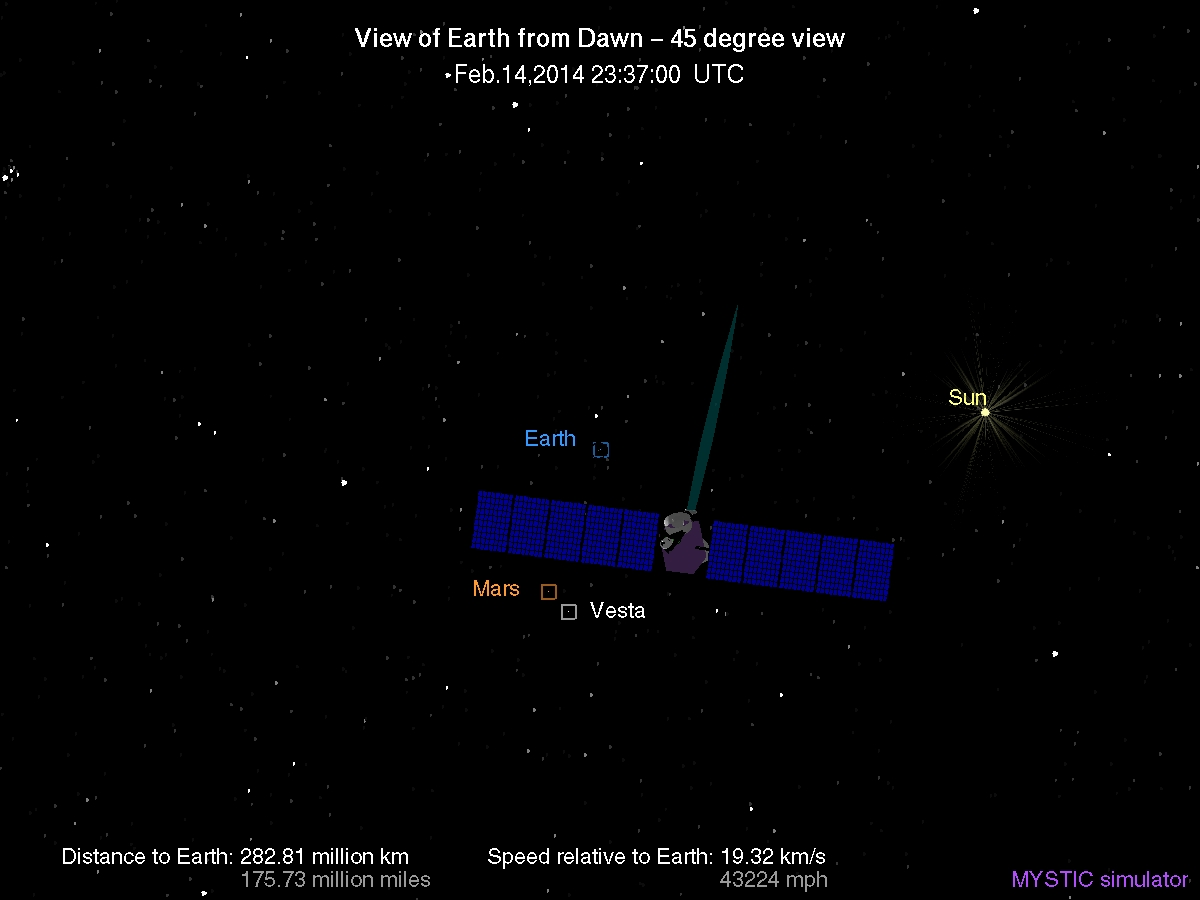 View of Earth from Dawn – 45 degree view
Feb.14,2014 23:37:00 UTC
Sun
Earth
Mars
Vesta
Distance to Earth: 282.81 million km
175.73 million miles
Speed relative to Earth: 19.32 km/s
43224 mph
MYSTIC simulator